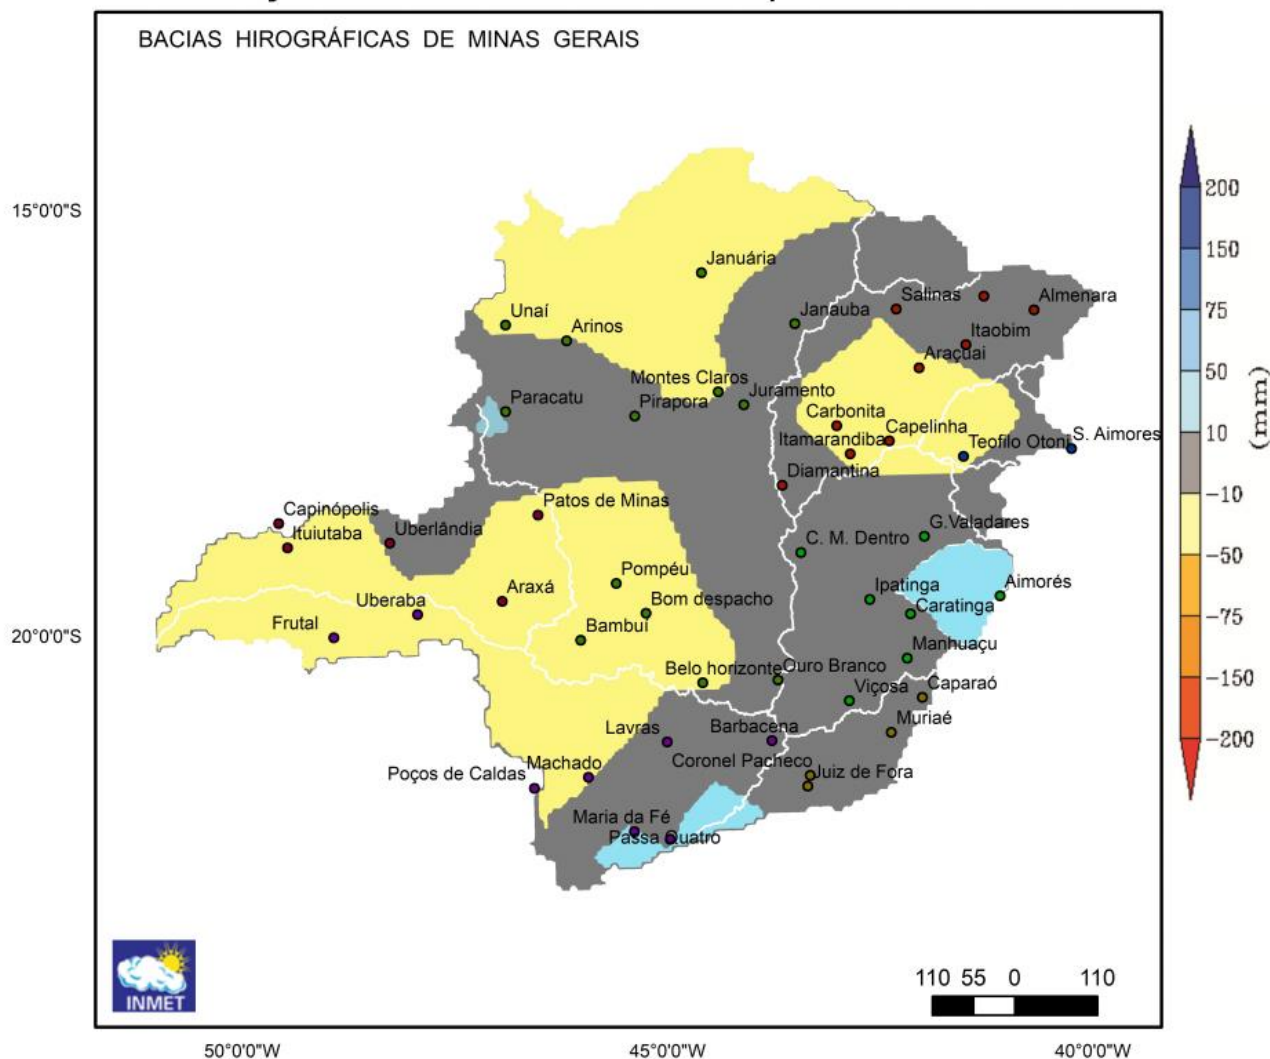 BACIAS HIROGRÁFICAS DE MINAS GERAIS
15°0'0"S
20°0'0"S
Januária
Unaí
Arinos
Janauba
Salinas
Almenara
Itaobim
Araçuai
Montes Claros
Juramento
Paracatu
Pirapora
Carbonita
Capelinha
Itamarandiba
Teofilo Otoni
S. Aimores
Diamantina
Patos de Minas
Capinópolis
Ituiutaba
Uberlândia
C. M. Dentro
G.Valadares
Pompéu
Araxá
Uberaba
Bom despacho
Ipatinga
Aimorés
Caratinga
Frutal
Bambuí
Manhuaçu
Belo horizonte
Ouro Branco
Viçosa
Caparaó
Lavras
Barbacena
Muriaé
Coronel Pacheco
Machado
Poços de Caldas
Juiz de Fora
Maria da Fé
Passa Quatro
200
150
75
50
10
-10
-50
-75
-150
-200
(mm)
INMET
110 55 0 110
50°0'0"W
45°0'0"W
40°0'0"W